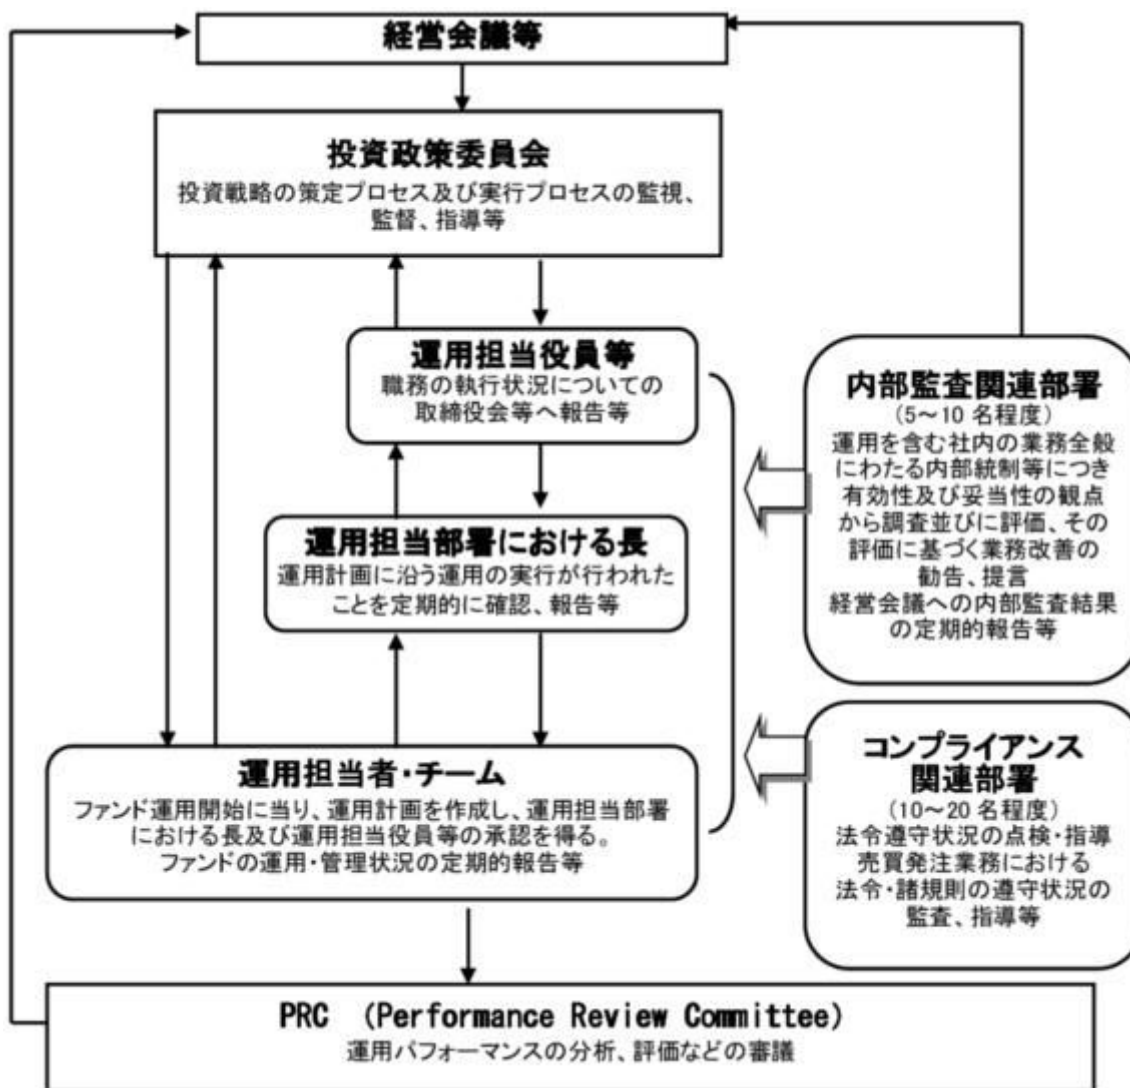 経営会議等
投資政策委員会
投資戦略の策定プロセス及び実行プロセスの監視、
監督、指導等
運用担当役員等
職務の執行状況についての
取締役会等へ報告等
運用担当部署における長
運用計画に沿う運用の実行が行われた
ことを定期的に確認、報告等
運用担当者・チーム
ファンド運用開始に当り、運用計画を作成し、運用担当部署
における長及び運用担当役員等の承認を得る。
ファンドの運用・管理状況の定期的報告等
内部監査関連部署
(5～10 名程度)
運用を含む社内の業務全般
にわたる内部統制等につき
有効性及び妥当性の観点
から調査並びに評価、その
評価に基づく業務改善の
勧告、提言
経営会議への内部監査結果
の定期的報告等
コンプライアンス
関連部署
(10～20 名程度)
法令遵守状況の点検・指導
売買発注業務における
法令・諸規則の遵守状況の
監査、指導等
PRC (Performance Review Committee)
運用パフォーマンスの分析、評価などの審議